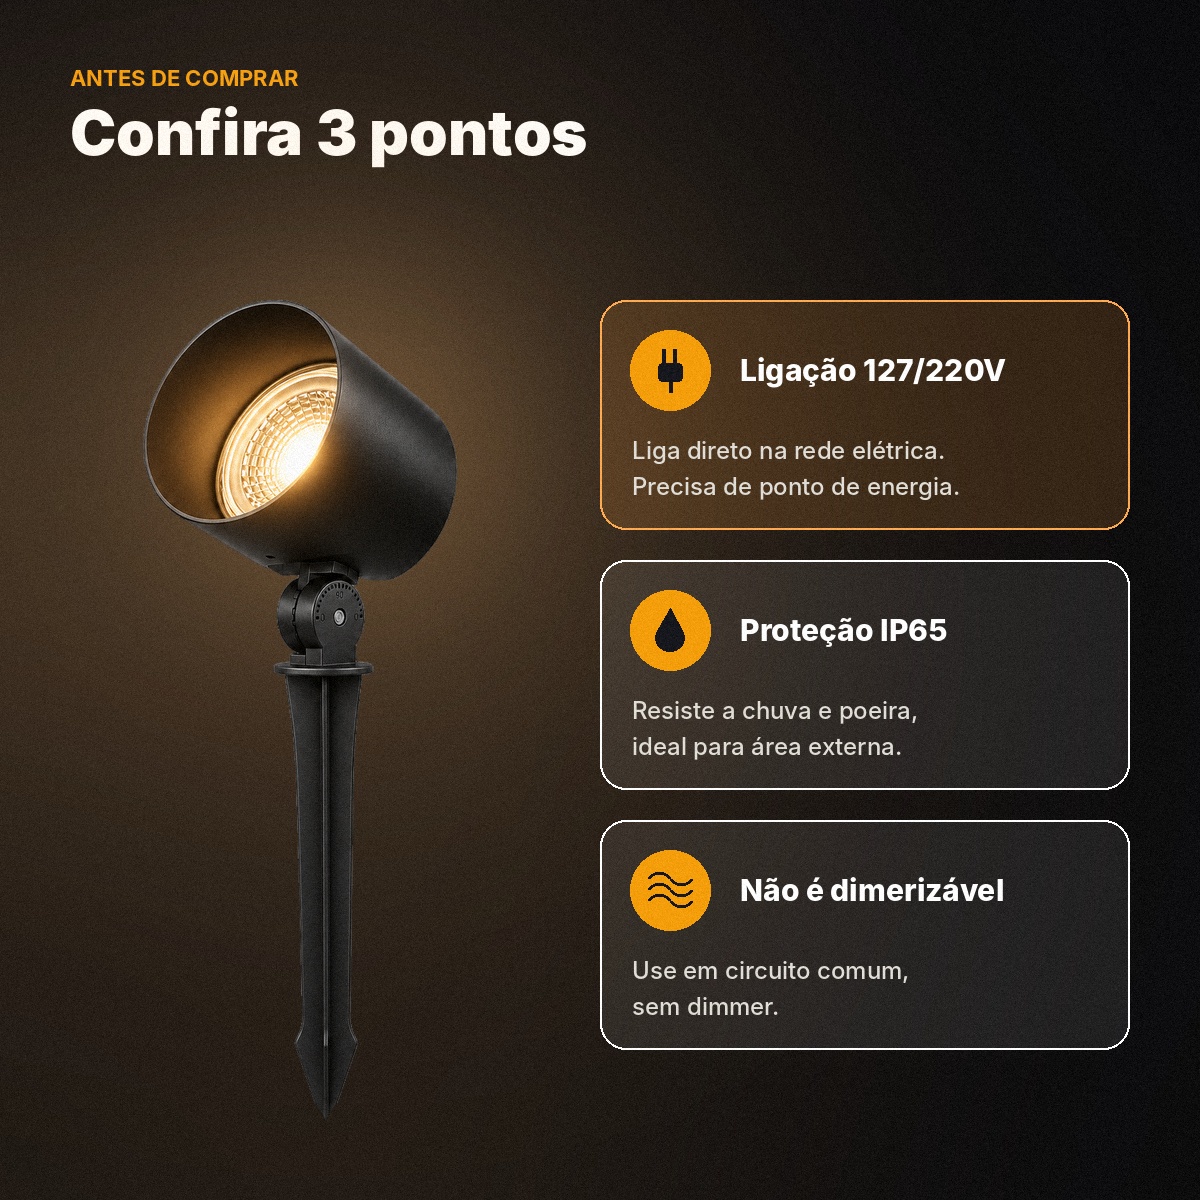 ANTES DE COMPRAR
Confira 3 pontos
Ligação 127/220V
Liga direto na rede elétrica.
Precisa de ponto de energia.
Proteção IP65
Resiste a chuva e poeira,
ideal para área externa.
Não é dimerizável
Use em circuito comum,
sem dimmer.
90